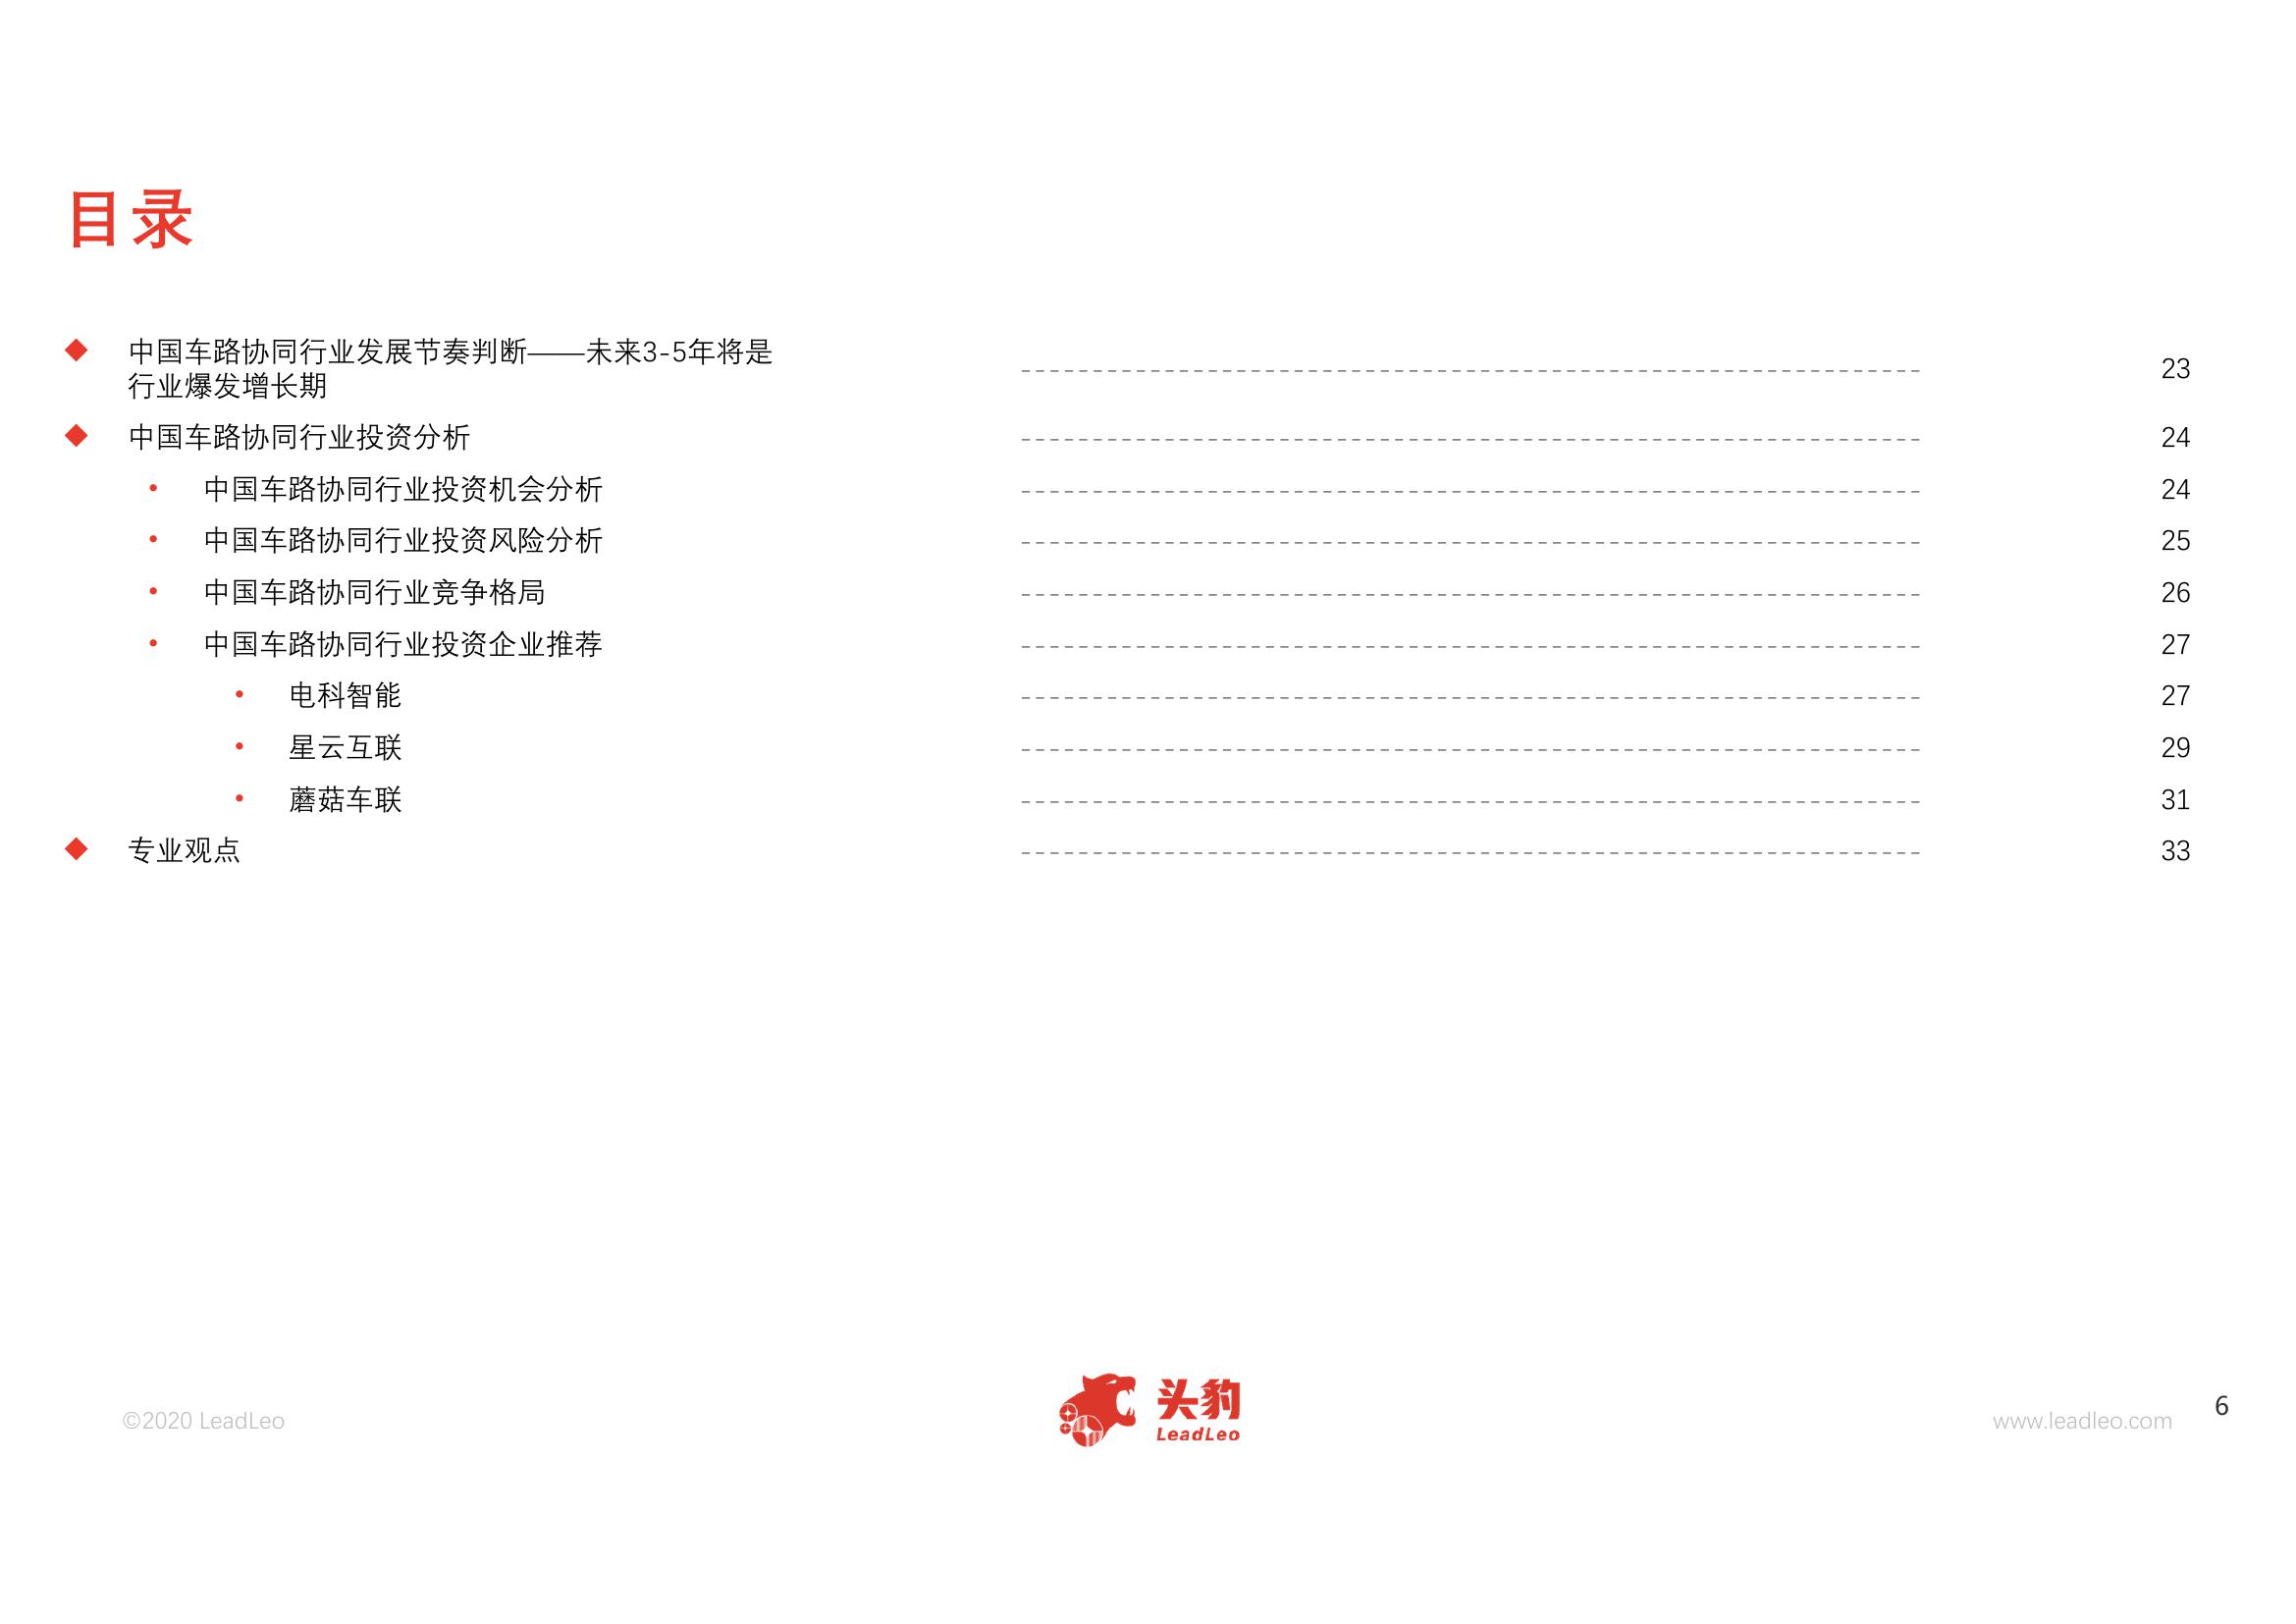 目录
中国车路协同行业发展节奏判断——未来3-5年将是
行业爆发增长期
23
中国车路协同行业投资分析 24
中国车路协同行业投资机会分析 24
中国车路协同行业投资风险分析 25
中国车路协同行业竞争格局 26
中国车路协同行业投资企业推荐 27
电科智能 27
星云互联 29
蘑菇车联 31
专业观点 33
©2020 LeadLeo
头豹
LeadLeo
www.leadleo.com
6